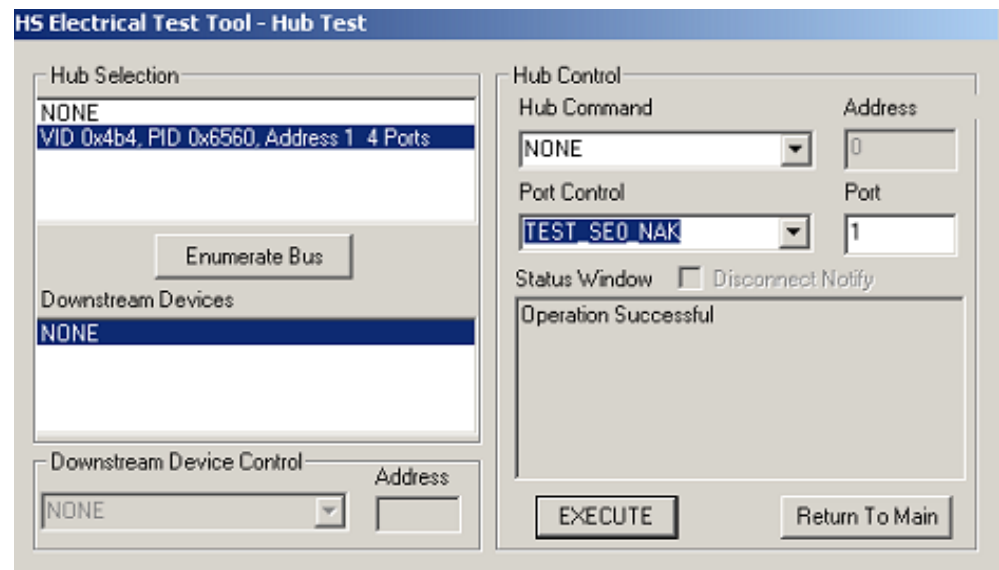 HS Electrical Test Tool - Hub Test
Hub Selection
NONE
VID 0x4b4, PID 0x6560, Address 1 4 Ports
Enumerate Bus
Downstream Devices
NONE
Downstream Device Control
Address
NONE
Hub Control
Hub Command Address
NONE 0
Port Control Port
TEST_SE0_NAK 1
Status Window Disconnect Notify
Operation Successful
EXECUTE Return To Main